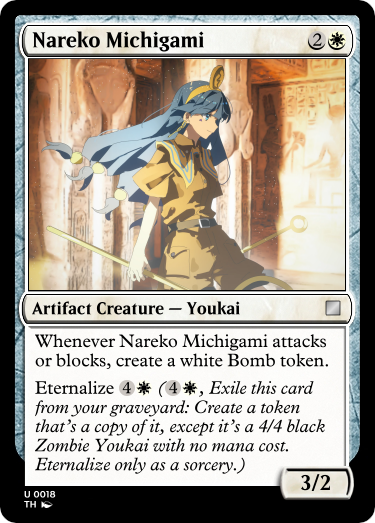 Nareko Michigami 2
Artifact Creature — Youkai
Whenever Nareko Michigami attacks
or blocks, create a white Bomb token.
Eternalize 4 (4, Exile this card
from your graveyard: Create a token
that's a copy of it, except it's a 4/4 black
Zombie Youkai with no mana cost.
Eternalize only as a sorcery.)
3/2
U 0018
TH